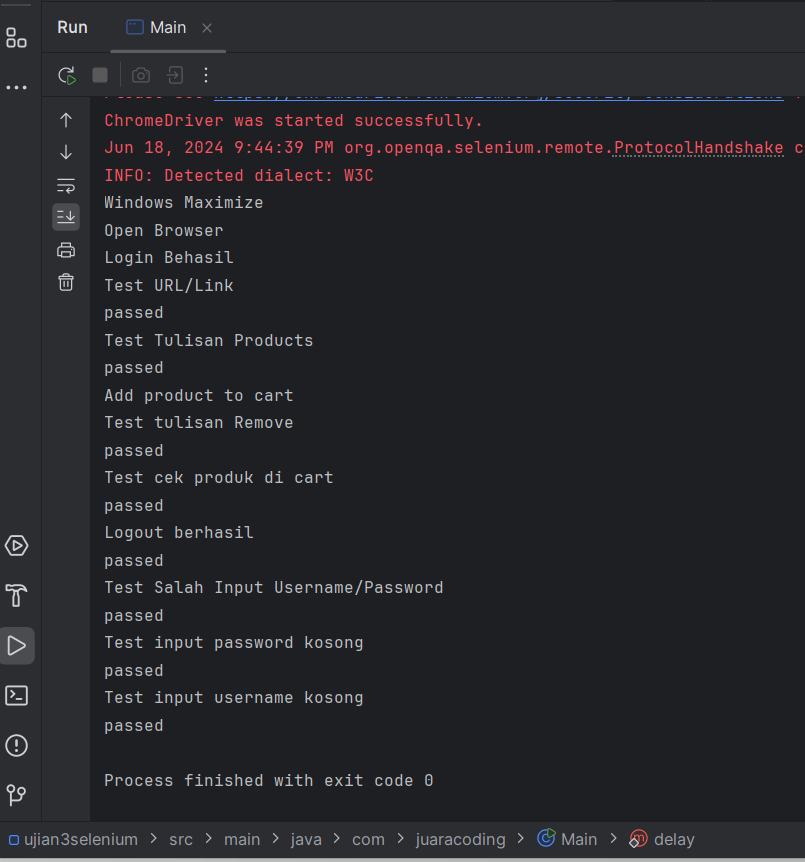 Run
Main
ChromeDriver was started successfully.
Jun 18, 2024 9:44:39 PM org.openqa.selenium.remote.ProtocolHandshake c
INFO: Detected dialect: W3C
Windows Maximize
Open Browser
Login Behasil
Test URL/Link
passed
Test Tulisan Products
passed
Add product to cart
Test tulisan Remove
passed
Test cek produk di cart
passed
Logout berhasil
passed
Test Salah Input Username/Password
passed
Test input password kosong
passed
Test input username kosong
passed
Process finished with exit code 0
ujian3selenium > src > main > java > com > juaracoding > Main > delay